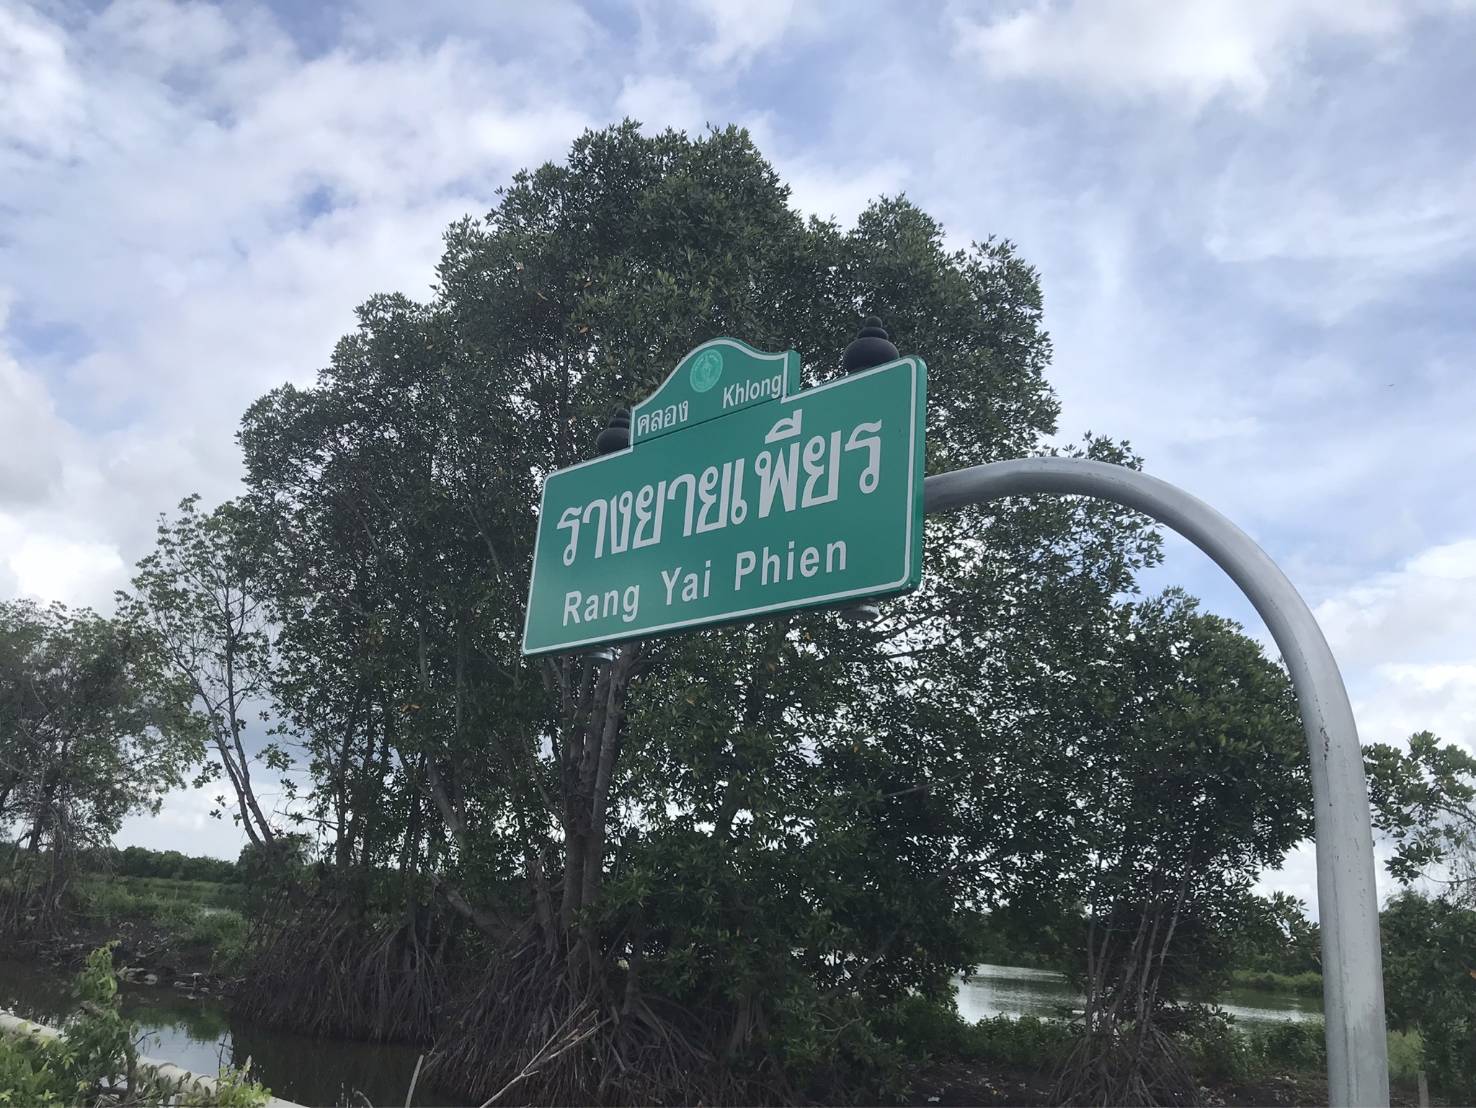 คลอง Khlong
รางยายเพียร
Rang Yai Phien